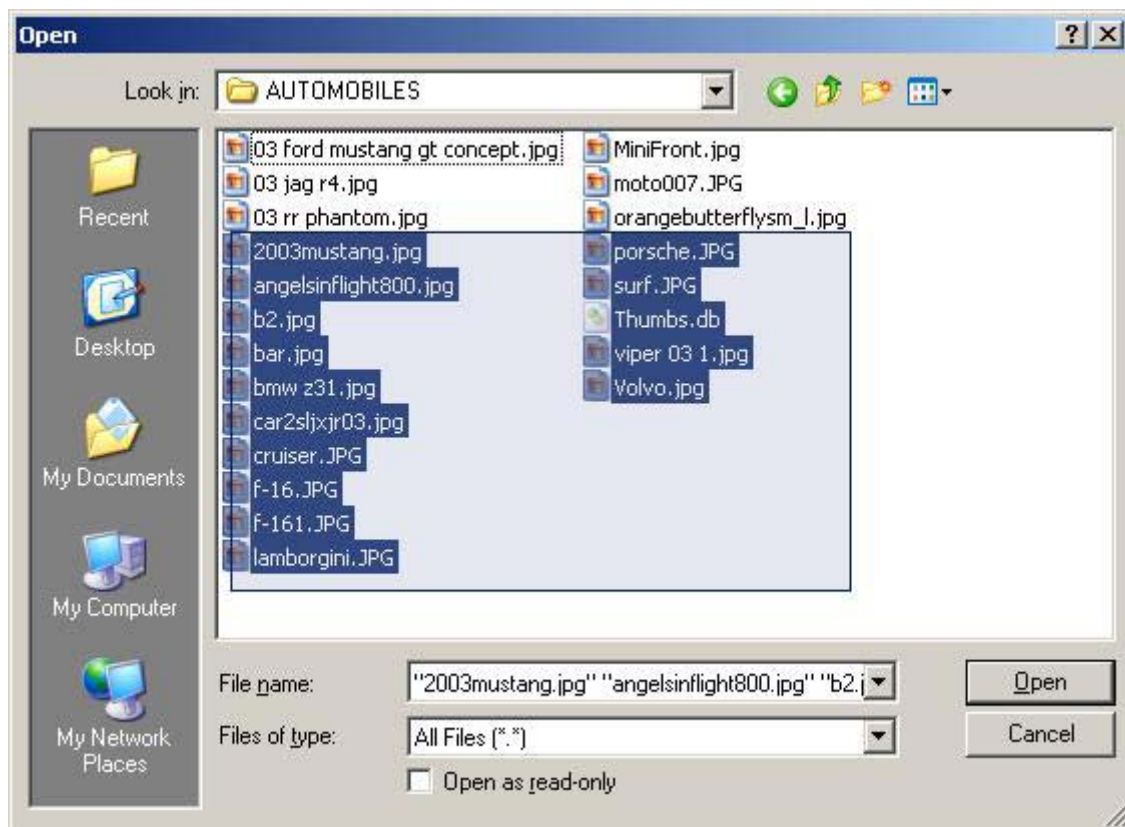 Open
Look in: AUTOMOBILES
Recent
Desktop
My Documents
My Computer
My Network
Places
03 ford mustang gt concept.jpg
03 jag r4.jpg
03 rr phantom.jpg
2003mustang.jpg
angelsinflight800.jpg
b2.jpg
bar.jpg
bmw z31.jpg
car2sljxjr03.jpg
cruiser.JPG
f-16.JPG
f-161.JPG
lamborgini.JPG
MiniFront.jpg
moto007.JPG
orangebutterflysm_l.jpg
porsche.JPG
surf.JPG
Thumbs.db
viper 03 1.jpg
Volvo.jpg
File name: "2003mustang.jpg" "angelsinflight800.jpg" "b2.j
Open
Files of type: All Files (*.*)
Cancel
Open as read-only